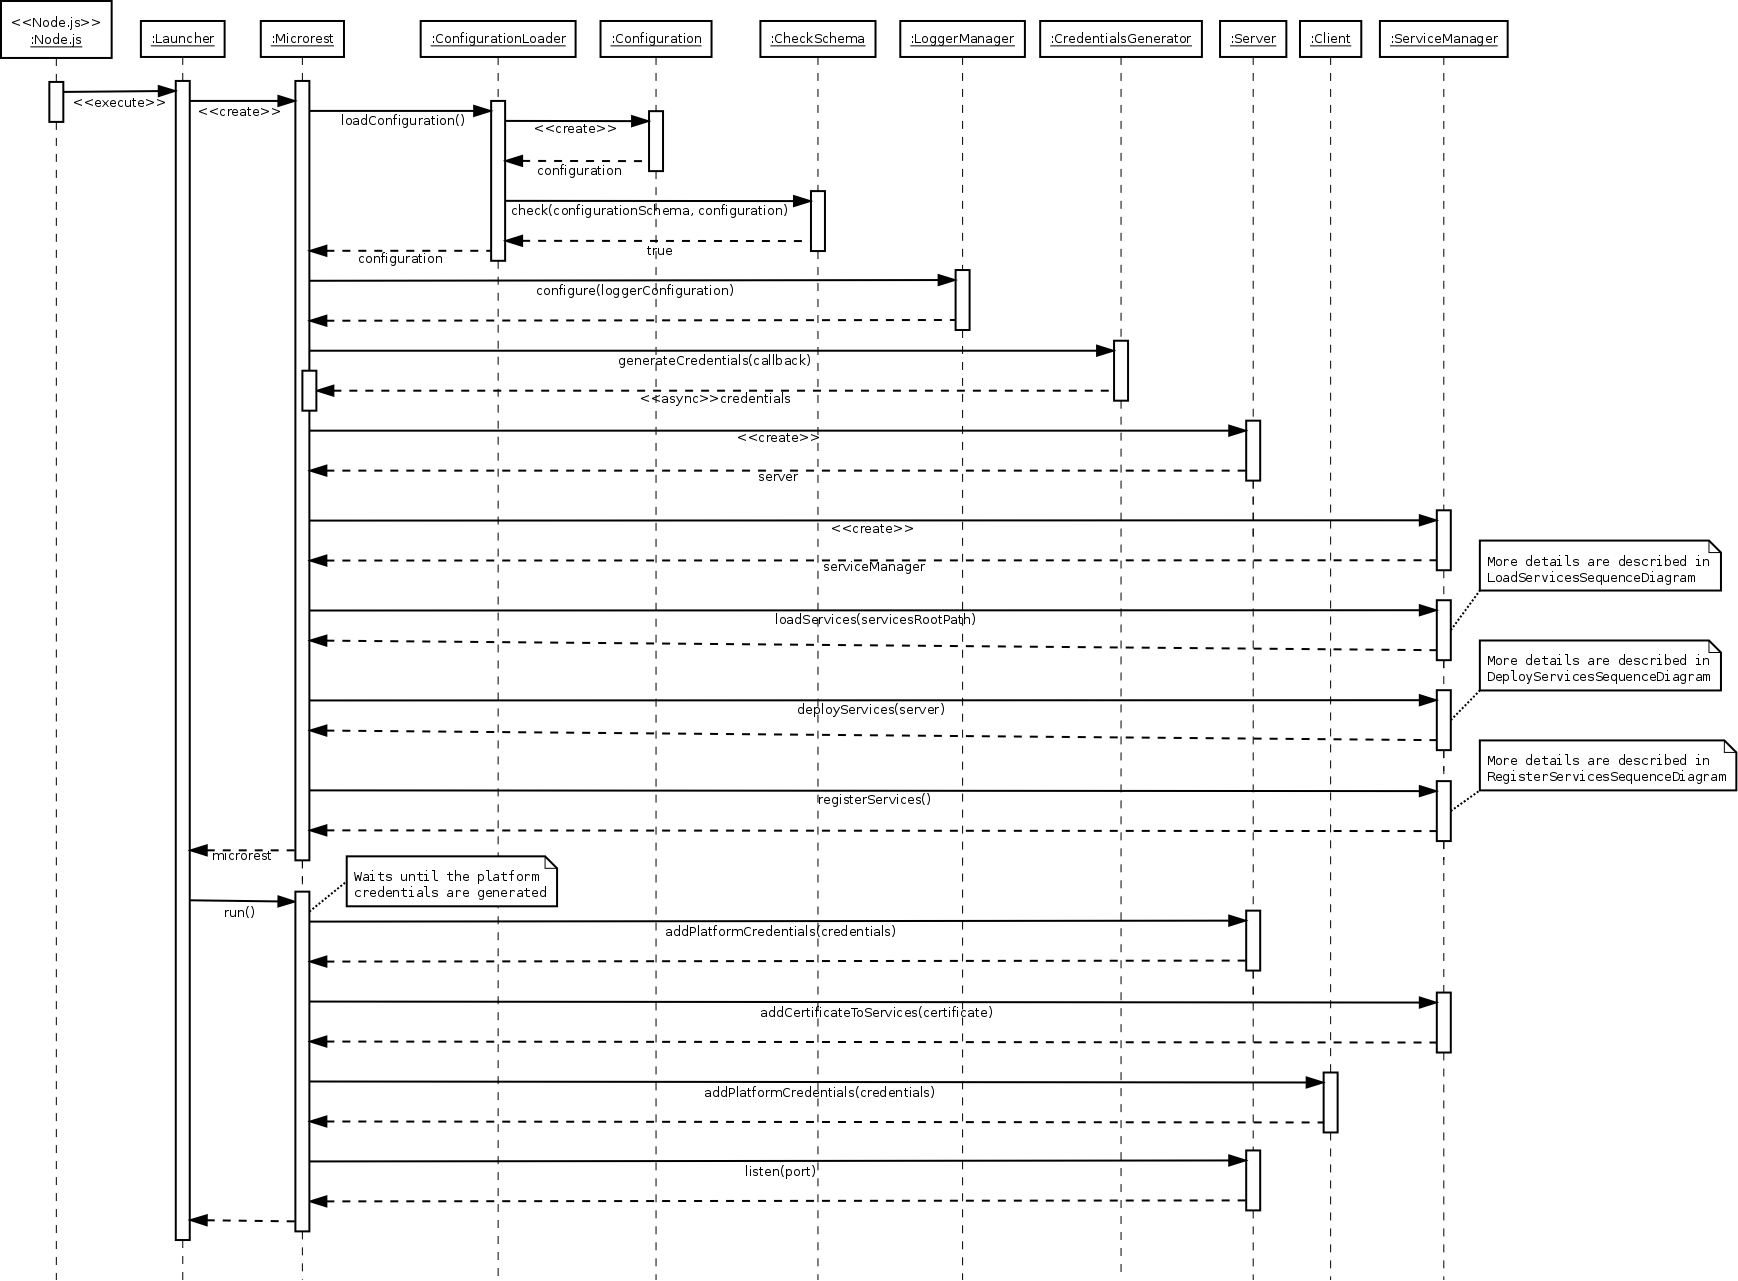 <<Node.js>>
:Node.js
:Launcher
:Microrest
:ConfigurationLoader
:Configuration
:CheckSchema
:LoggerManager
:CredentialsGenerator
:Server
:Client
:ServiceManager
<<execute>>
<<create>>
loadConfiguration()
<<create>>
configuration
check(configurationSchema, configuration)
true
configuration
configure(loggerConfiguration)
generateCredentials(callback)
<<async>>credentials
<<create>>
server
<<create>>
serviceManager
More details are described in
LoadServicesSequenceDiagram
loadServices(servicesRootPath)
More details are described in
DeployServicesSequenceDiagram
deployServices(server)
More details are described in
RegisterServicesSequenceDiagram
registerServices()
microrest
Waits until the platform
credentials are generated
run()
addPlatformCredentials(credentials)
addCertificateToServices(certificate)
addPlatformCredentials(credentials)
listen(port)